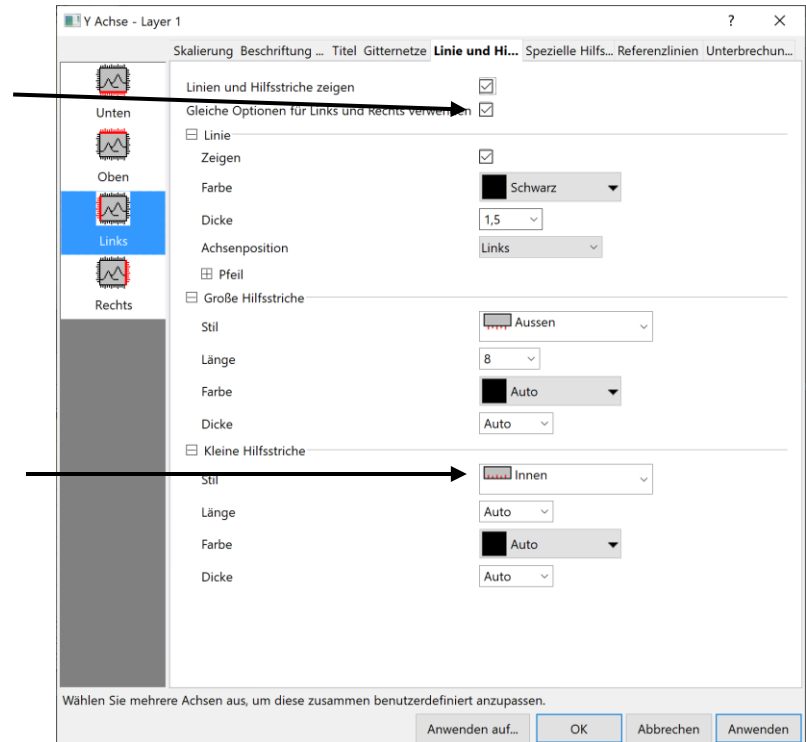 Y Achse - Layer 1 ?
Skalierung Beschriftung ... Titel Gitternetze Linie und Hi... Spezielle Hilfs... Referenzlinien Unterbrechun...
Unten
Oben
Links
Rechts
Linien und Hilfsstriche zeigen
Gleiche Optionen für Links und Rechts verwenden
Linie
Zeigen
Farbe Schwarz
Dicke 1,5
Achsenposition Links
Pfeil
Große Hilfsstriche
Stil Aussen
Länge 8
Farbe Auto
Dicke Auto
Kleine Hilfsstriche
Stil Innen
Länge Auto
Farbe Auto
Dicke Auto
Wählen Sie mehrere Achsen aus, um diese zusammen benutzerdefiniert anzupassen.
Anwenden auf... OK Abbrechen Anwenden